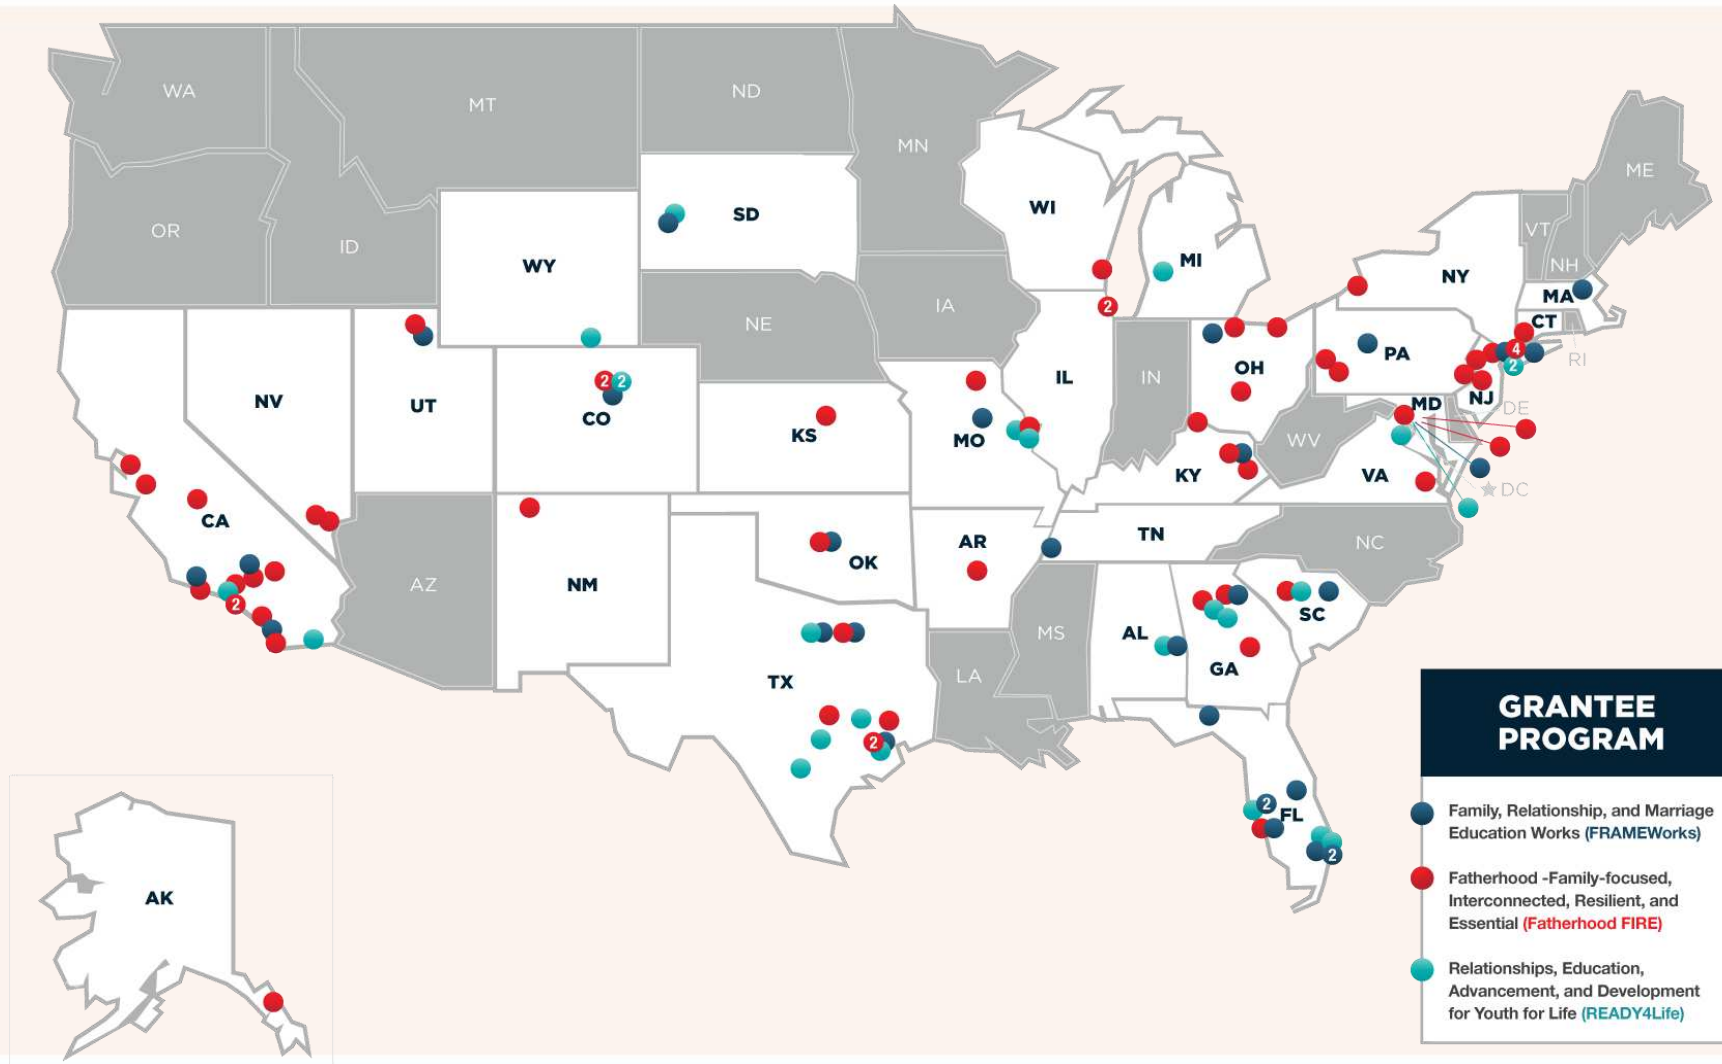 WA
MT
ND
MN
ME
OR
ID
SD
WI
VT
NH
WY
MI
NY
MA
IA
2
NE
CT
4
2
RI
PA
OH
IL
IN
NV
UT
2
2
CO
NJ
MD
DE
KS
MO
WV
KY
VA
DC
CA
TN
AR
NC
OK
AZ
NM
2
SC
MS
AL
GA
LA
TX
2
2
FL
2
AK
GRANTEE
PROGRAM
Family, Relationship, and Marriage
Education Works (FRAMEWorks)
Fatherhood -Family-focused,
Interconnected, Resilient, and
Essential (Fatherhood FIRE)
Relationships, Education,
Advancement, and Development
for Youth for Life (READY4Life)